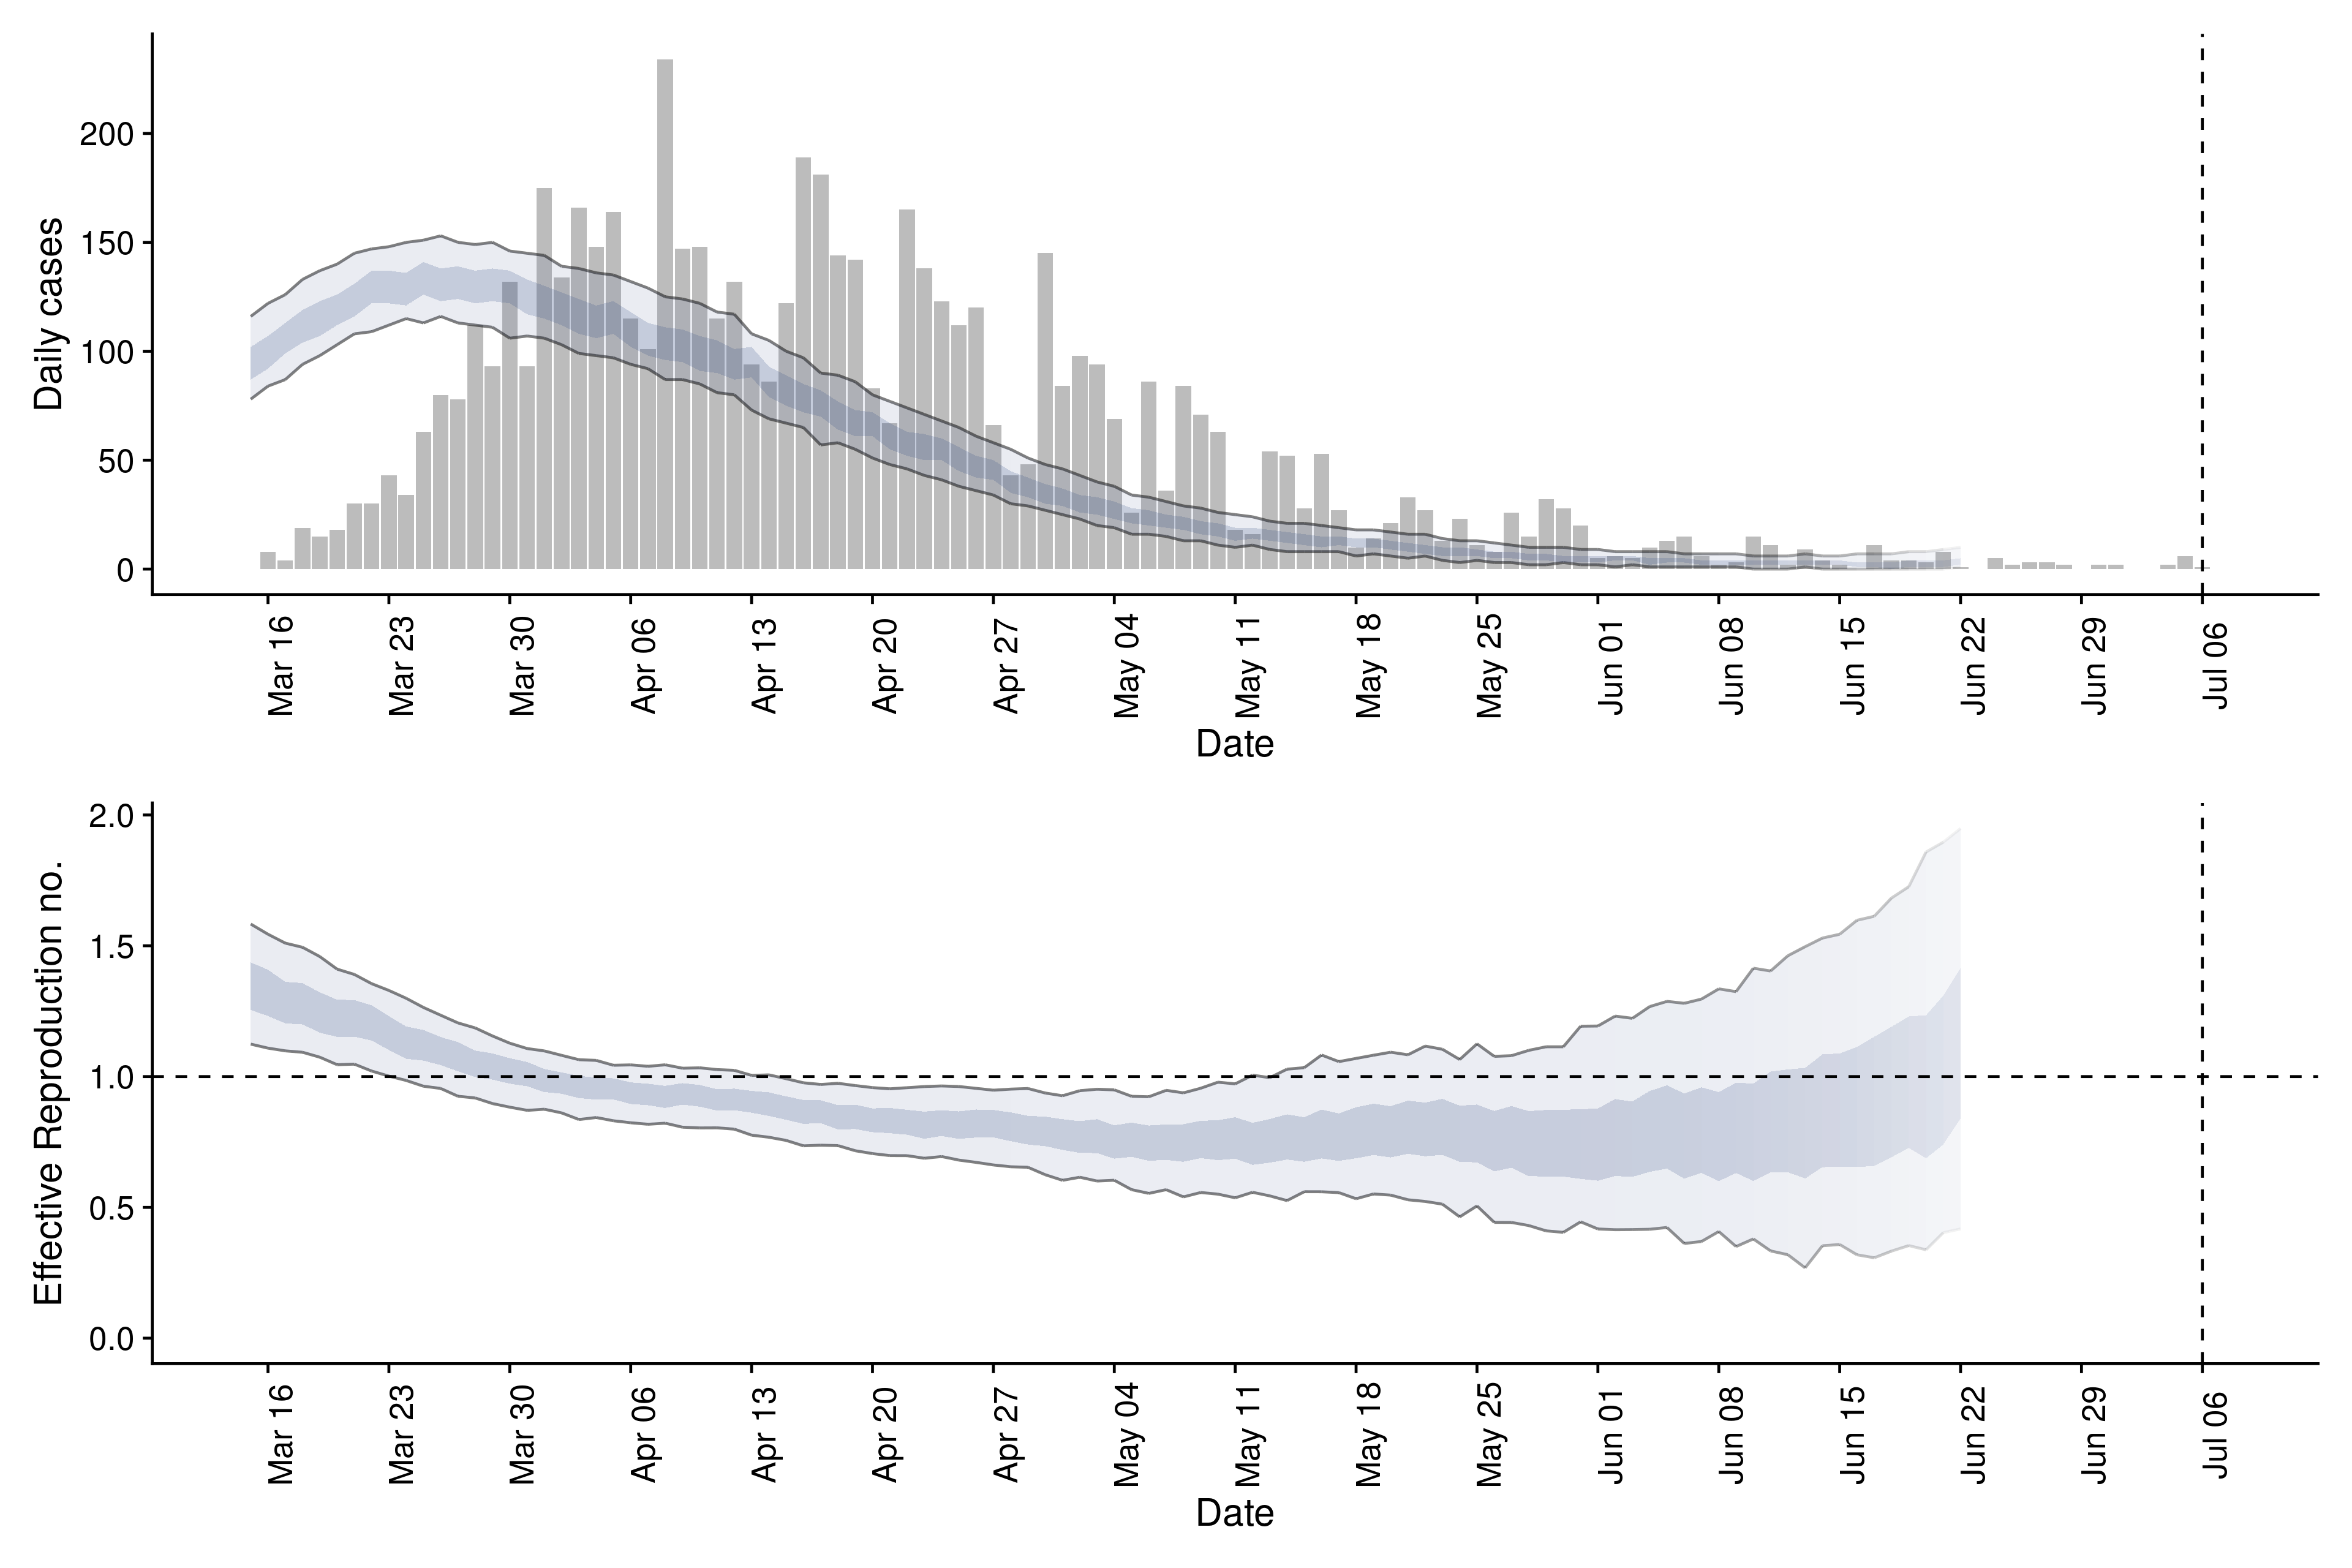 Daily cases
200
150
100
50
0
Mar 16
Mar 23
Mar 30
Apr 06
Apr 13
Apr 20
Apr 27
May 04
May 11
May 18
May 25
Jun 01
Jun 08
Jun 15
Jun 22
Jun 29
Jul 06
Date
Effective Reproduction no.
2.0
1.5
1.0
0.5
0.0
Mar 16
Mar 23
Mar 30
Apr 06
Apr 13
Apr 20
Apr 27
May 04
May 11
May 18
May 25
Jun 01
Jun 08
Jun 15
Jun 22
Jun 29
Jul 06
Date